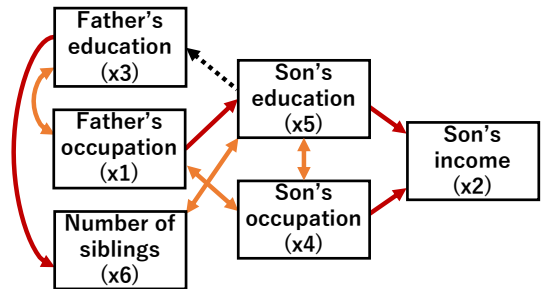 Father's
education
(x3)
Father's
occupation
(x1)
Number of
siblings
(x6)
Son's
education
(x5)
Son's
occupation
(x4)
Son's
income
(x2)